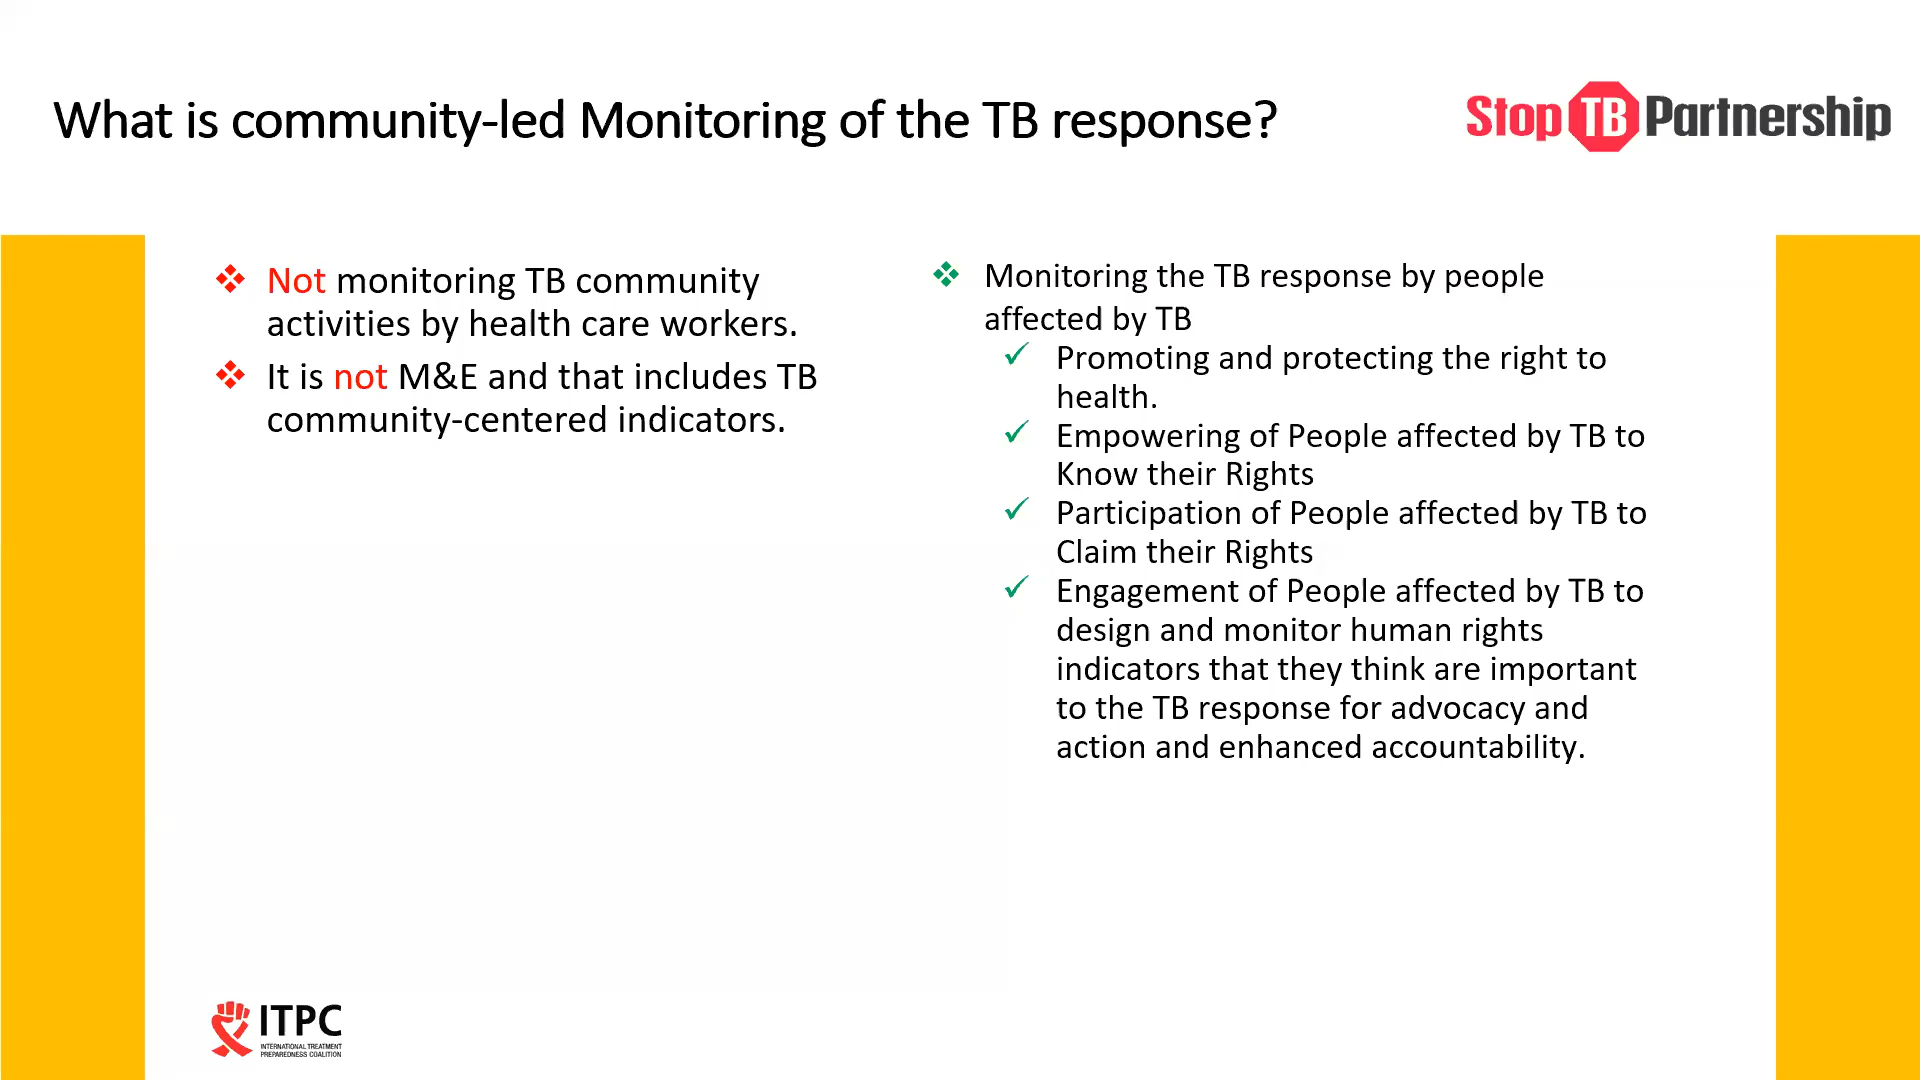 What is community-led Monitoring of the TB response?
Stop TB Partnership
Not monitoring TB community
activities by health care workers.
It is not M&E and that includes TB
community-centered indicators.
Monitoring the TB response by people
affected by TB
Promoting and protecting the right to
health.
Empowering of People affected by TB to
Know their Rights
Participation of People affected by TB to
Claim their Rights
Engagement of People affected by TB to
design and monitor human rights
indicators that they think are important
to the TB response for advocacy and
action and enhanced accountability.
ITPC
INTERNATIONAL TREATMENT
PREPAREDNESS COALITION